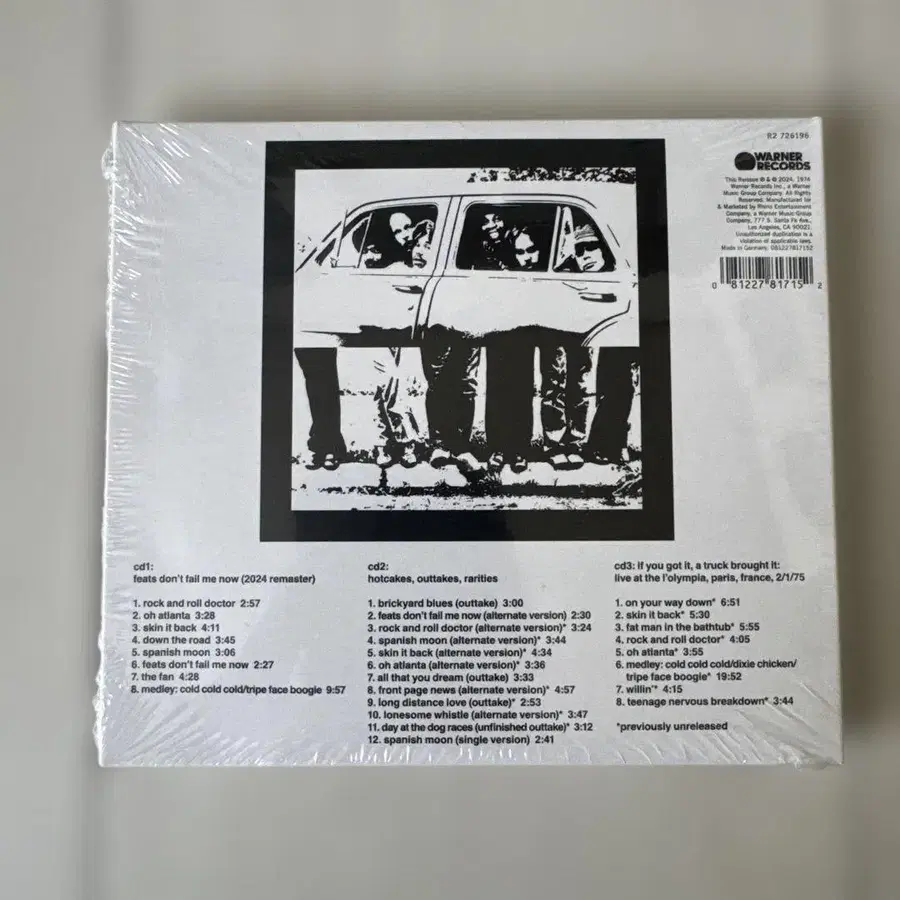 R2 726196
WARNER
RECORDS
This Release ℗ & © 2024, 1974
Warner Records Inc., a Warner
Music Group Company. All Rights
Reserved. Manufactured for
& Marketed by Rhino Entertainment
Company, a Warner Music Group
Company, 777 S. Santa Fe Ave.,
Los Angeles, CA 90021.
Unauthorized duplication is a
violation of applicable laws.
Made in Germany. 081227817152
0 81227 81715 2
cd1:
feats don't fail me now (2024 remaster)
1. rock and roll doctor 2:57
2. oh atlanta 3:28
3. skin it back 4:11
4. down the road 3:45
5. spanish moon 3:06
6. feats don't fail me now 2:27
7. the fan 4:28
8. medley: cold cold cold/tripe face boogie 9:57
cd2:
hotcakes, outtakes, rarities
1. brickyard blues (outtake) 3:00
2. feats don't fail me now (alternate version) 2:30
3. rock and roll doctor (alternate version)* 3:24
4. spanish moon (alternate version)* 3:44
5. skin it back (alternate version)* 4:34
6. oh atlanta (alternate version)* 3:36
7. all that you dream (outtake) 3:33
8. front page news (alternate version)* 4:57
9. long distance love (outtake)* 2:53
10. lonesome whistle (alternate version)* 3:47
11. day at the dog races (unfinished outtake)* 3:12
12. spanish moon (single version) 2:41
cd3: if you got it, a truck brought it:
live at the l'olympia, paris, france, 2/1/75
1. on your way down* 6:51
2. skin it back* 5:30
3. fat man in the bathtub* 5:55
4. rock and roll doctor* 4:05
5. oh atlanta* 3:55
6. medley: cold cold cold/dixie chicken/
tripe face boogie* 19:52
7. willin'* 4:15
8. teenage nervous breakdown* 3:44
*previously unreleased